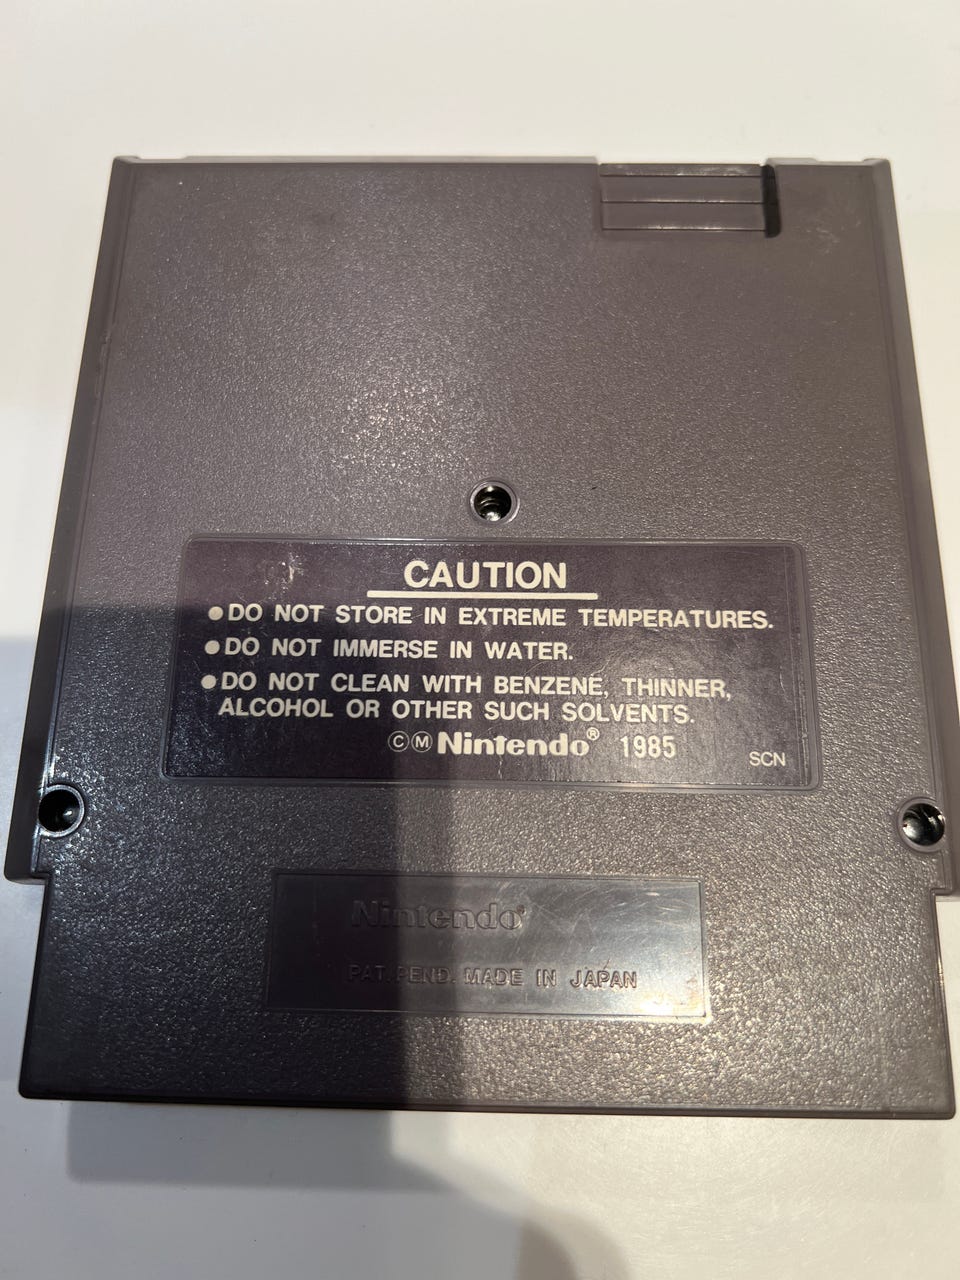 CAUTION
●DO NOT STORE IN EXTREME TEMPERATURES.
●DO NOT IMMERSE IN WATER.
●DO NOT CLEAN WITH BENZENE, THINNER,
ALCOHOL OR OTHER SUCH SOLVENTS.
ⒸⓂNintendo® 1985
SCN
Nintendo®
PAT. PEND. MADE IN JAPAN